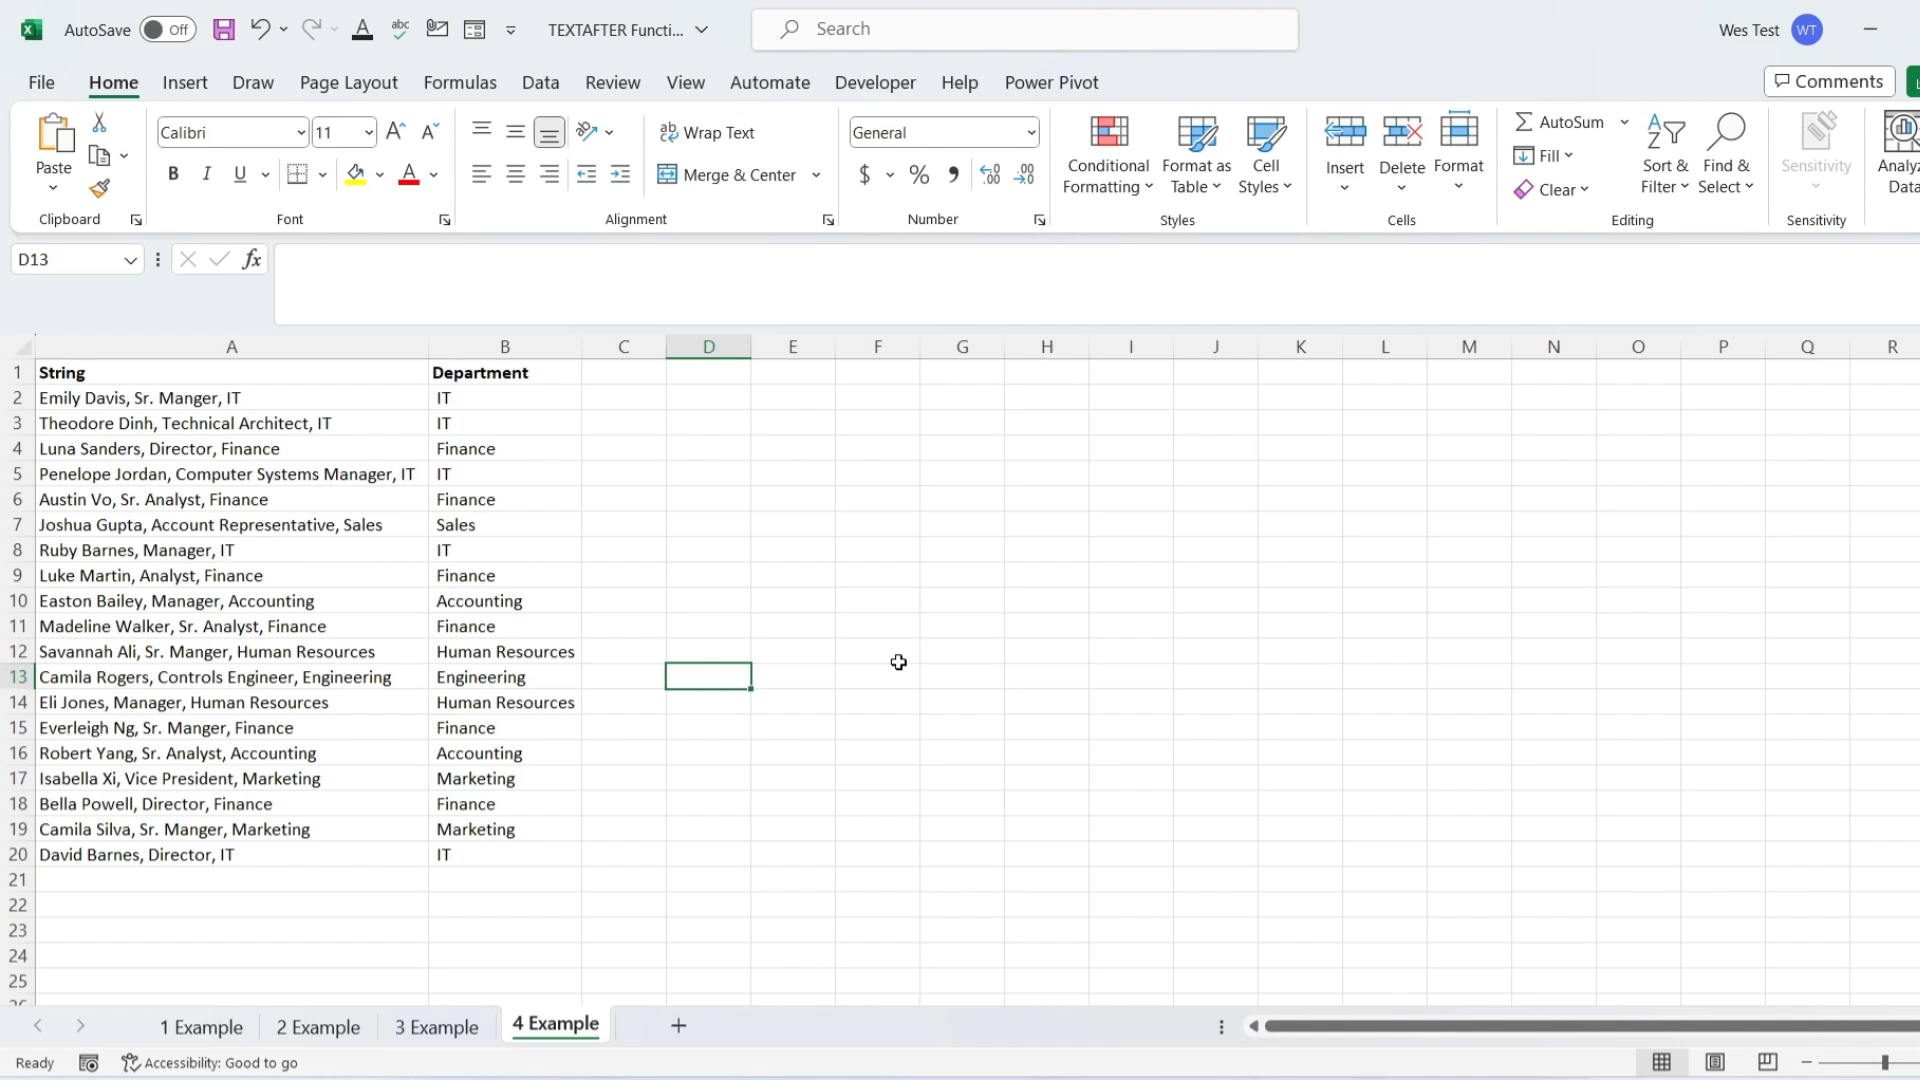 AutoSave Off TEXTAFTER Functi... Search Wes Test WT
File Home Insert Draw Page Layout Formulas Data Review View Automate Developer Help Power Pivot Comments
Paste Calibri 11 Wrap Text General Conditional Formatting Format as Table Cell Styles Insert Delete Format AutoSum Sort & Filter Find & Select Sensitivity
B I U Merge & Center $ % Fill Clear
Clipboard Font Alignment Number Styles Cells Editing Sensitivity
D13 fx
A B C D E F G H I J K L M N O P Q R
1 String Department
2 Emily Davis, Sr. Manger, IT IT
3 Theodore Dinh, Technical Architect, IT IT
4 Luna Sanders, Director, Finance Finance
5 Penelope Jordan, Computer Systems Manager, IT IT
6 Austin Vo, Sr. Analyst, Finance Finance
7 Joshua Gupta, Account Representative, Sales Sales
8 Ruby Barnes, Manager, IT IT
9 Luke Martin, Analyst, Finance Finance
10 Easton Bailey, Manager, Accounting Accounting
11 Madeline Walker, Sr. Analyst, Finance Finance
12 Savannah Ali, Sr. Manger, Human Resources Human Resources
13 Camila Rogers, Controls Engineer, Engineering Engineering
14 Eli Jones, Manager, Human Resources Human Resources
15 Everleigh Ng, Sr. Manger, Finance Finance
16 Robert Yang, Sr. Analyst, Accounting Accounting
17 Isabella Xi, Vice President, Marketing Marketing
18 Bella Powell, Director, Finance Finance
19 Camila Silva, Sr. Manger, Marketing Marketing
20 David Barnes, Director, IT IT
21
22
23
24
25
1 Example 2 Example 3 Example 4 Example
Ready Accessibility: Good to go